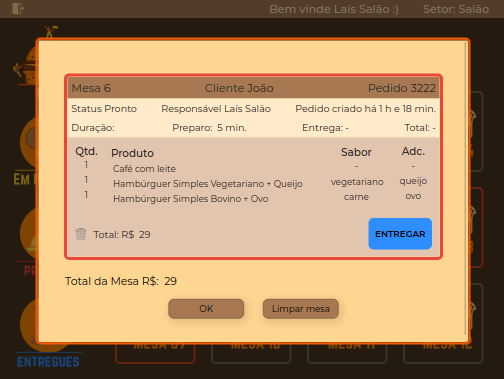 Bem vinde Laís Salão :) Setor: Salão
Mesa 6 Cliente João Pedido 3222
Status Pronto Responsável Laís Salão Pedido criado há 1 h e 18 min.
Duração: Preparo: 5 min. Entrega: - Total: -
Qtd. Produto Sabor Adc.
1 Café com leite - -
1 Hambúrguer Simples Vegetariano + Queijo vegetariano queijo
1 Hambúrguer Simples Bovino + Ovo carne ovo
Total: R$ 29 ENTREGAR
Total da Mesa R$: 29
OK Limpar mesa
EM
PR
ENTREGUES
MESA 09 MESA 10 MESA 11 MESA 12